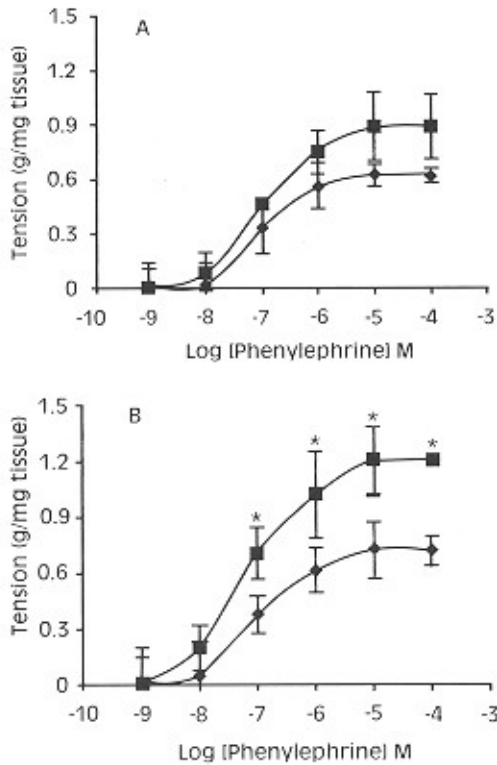 A
1.5
1.2
0.9
0.6
0.3
0
Tension (g/mg tissue)
-10 -9 -8 -7 -6 -5 -4 -3
Log [Phenylephrine] M
B
1.5
1.2
0.9
0.6
0.3
0
Tension (g/mg tissue)
* * * *
-10 -9 -8 -7 -6 -5 -4 -3
Log [Phenylephrine] M